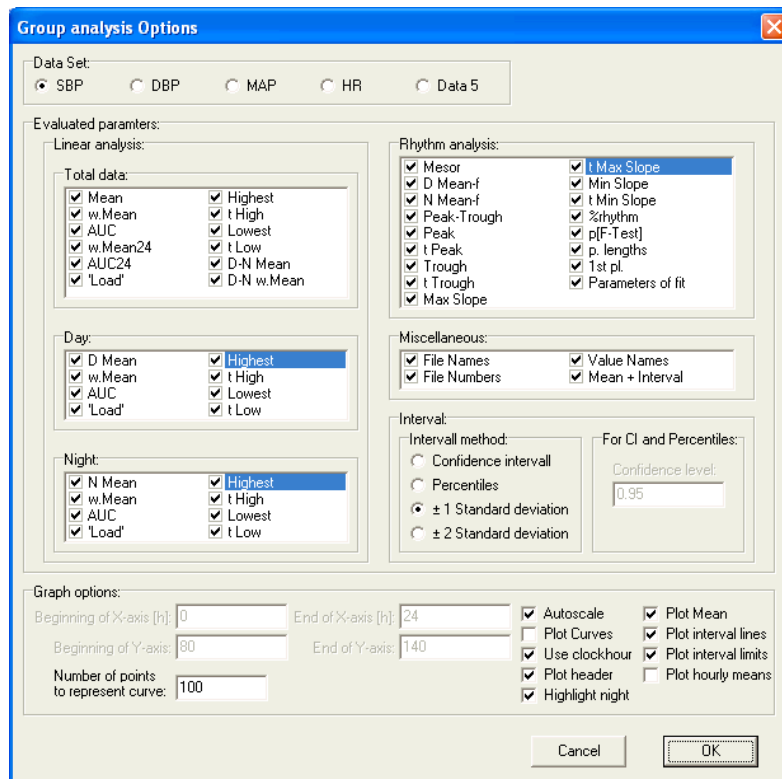 Group analysis Options
Data Set:
SBP DBP MAP HR Data 5
Evaluated paramters:
Linear analysis:
Total data:
Mean Highest
w.Mean t High
AUC Lowest
w.Mean24 t Low
AUC24 D-N Mean
'Load' D-N w.Mean
Day:
D Mean Highest
w.Mean t High
AUC Lowest
'Load' t Low
Night:
N Mean Highest
w.Mean t High
AUC Lowest
'Load' t Low
Rhythm analysis:
Mesor t Max Slope
D Mean-f Min Slope
N Mean-f t Min Slope
Peak-Trough %rhythm
Peak p[F-Test]
t Peak p. lengths
Trough 1st pl.
t Trough Parameters of fit
Max Slope
Miscellaneous:
File Names Value Names
File Numbers Mean + Interval
Interval:
Intervall method:
Confidence intervall
Percentiles
± 1 Standard deviation
± 2 Standard deviation
For CI and Percentiles:
Confidence level:
0.95
Graph options:
Beginning of X-axis [h]: 0 End of X-axis [h]: 24
Beginning of Y-axis: 80 End of Y-axis: 140
Number of points
to represent curve: 100
Autoscale Plot Mean
Plot Curves Plot interval lines
Use clockhour Plot interval limits
Plot header Plot hourly means
Highlight night
Cancel OK